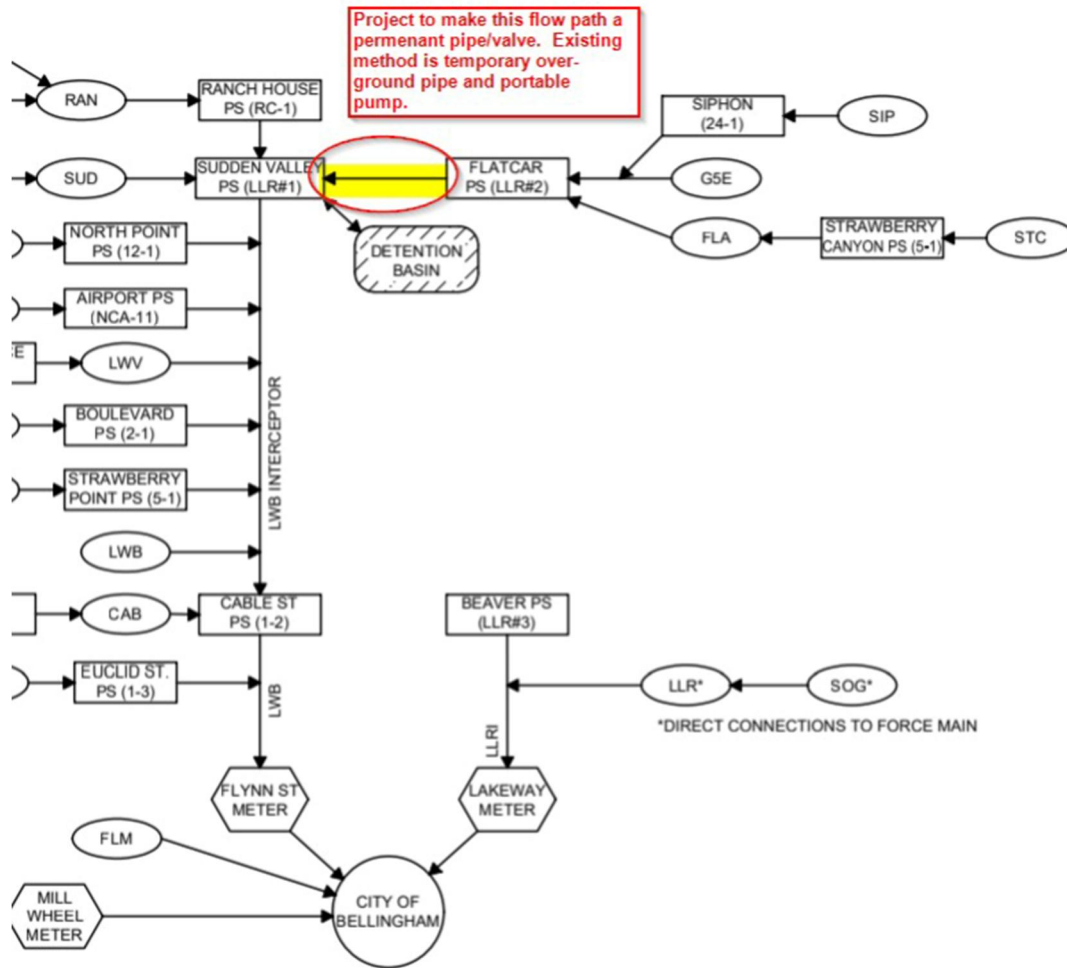 Project to make this flow path a
permenant pipe/valve. Existing
method is temporary over-
ground pipe and portable
pump.
RAN
RANCH HOUSE
PS (RC-1)
SIPHON
(24-1)
SIP
SUD
SUDDEN VALLEY
PS (LLR#1)
FLATCAR
PS (LLR#2)
G5E
NORTH POINT
PS (12-1)
DETENTION
BASIN
FLA
STRAWBERRY
CANYON PS (5-1)
STC
AIRPORT PS
(NCA-11)
LWV
BOULEVARD
PS (2-1)
LWB INTERCEPTOR
STRAWBERRY
POINT PS (5-1)
LWB
CAB
CABLE ST
PS (1-2)
BEAVER PS
(LLR#3)
EUCLID ST.
PS (1-3)
LWB
LLR*
SOG*
*DIRECT CONNECTIONS TO FORCE MAIN
LLRI
FLYNN ST
METER
LAKEWAY
METER
FLM
CITY OF
BELLINGHAM
MILL
WHEEL
METER